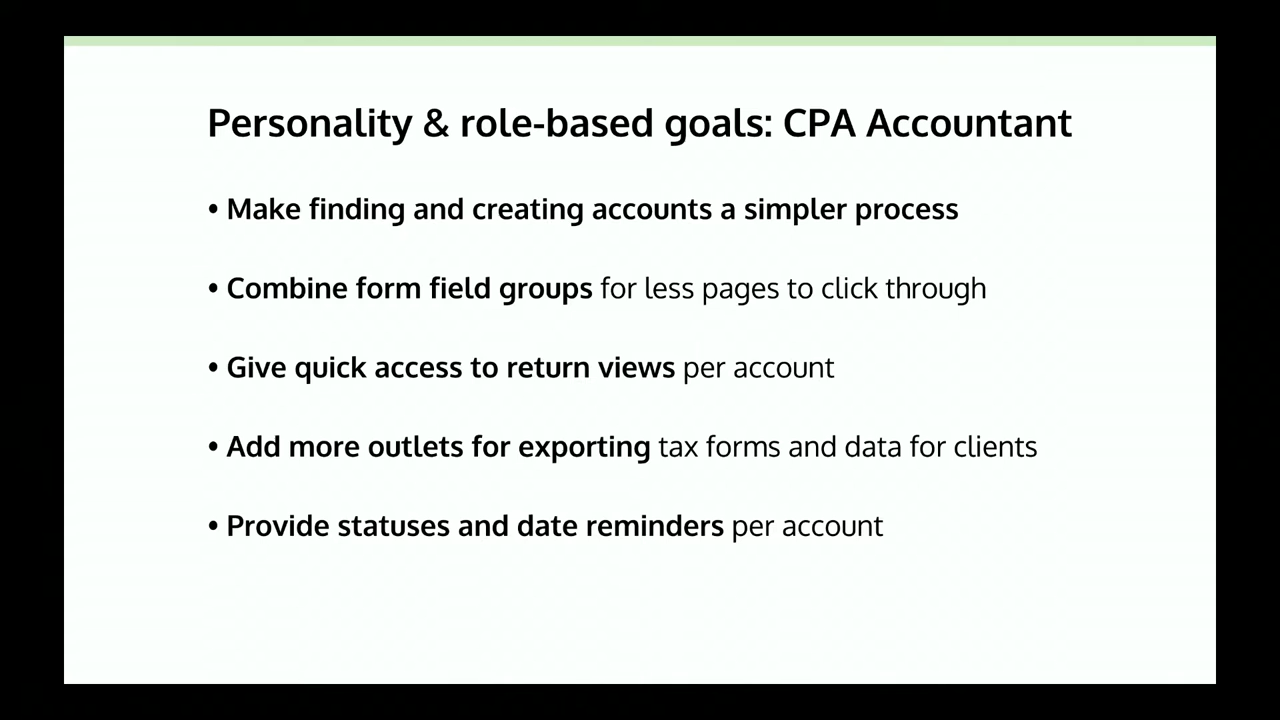 Personality & role-based goals: CPA Accountant
• Make finding and creating accounts a simpler process
• Combine form field groups for less pages to click through
• Give quick access to return views per account
• Add more outlets for exporting tax forms and data for clients
• Provide statuses and date reminders per account